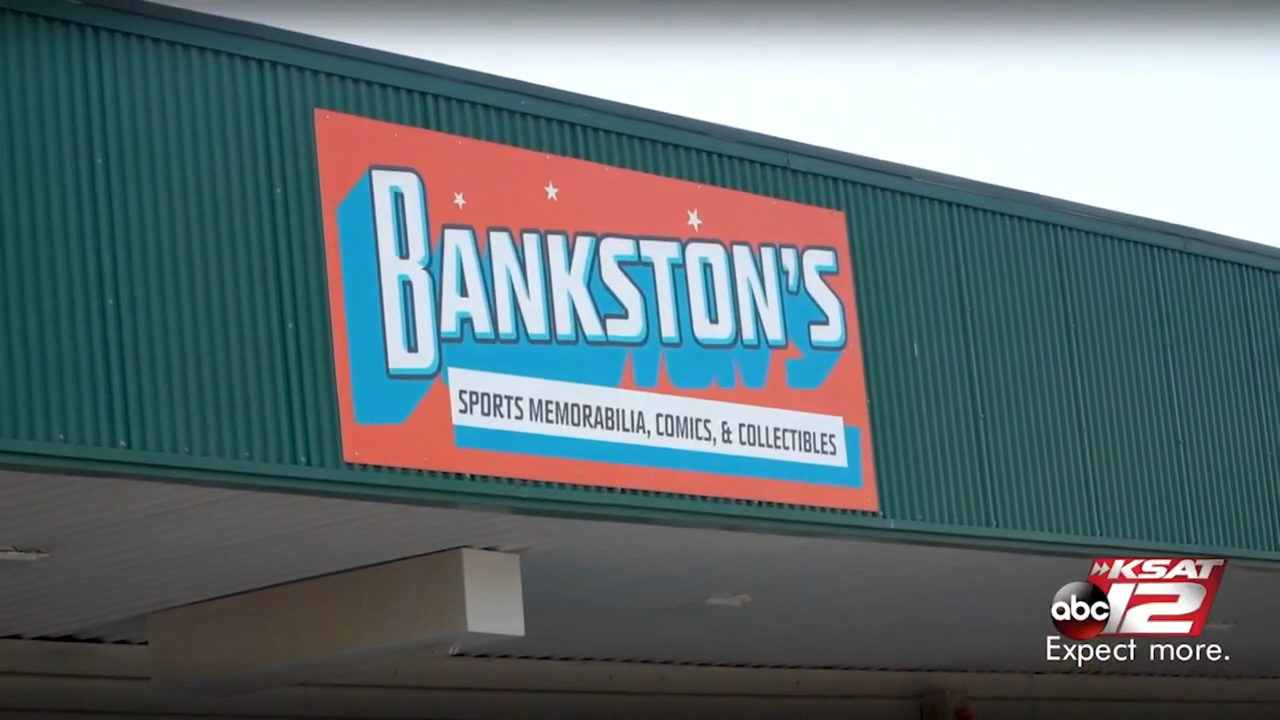 BANKSTON'S
SPORTS MEMORABILIA, COMICS, & COLLECTIBLES
KSAT
abc 12
Expect more.